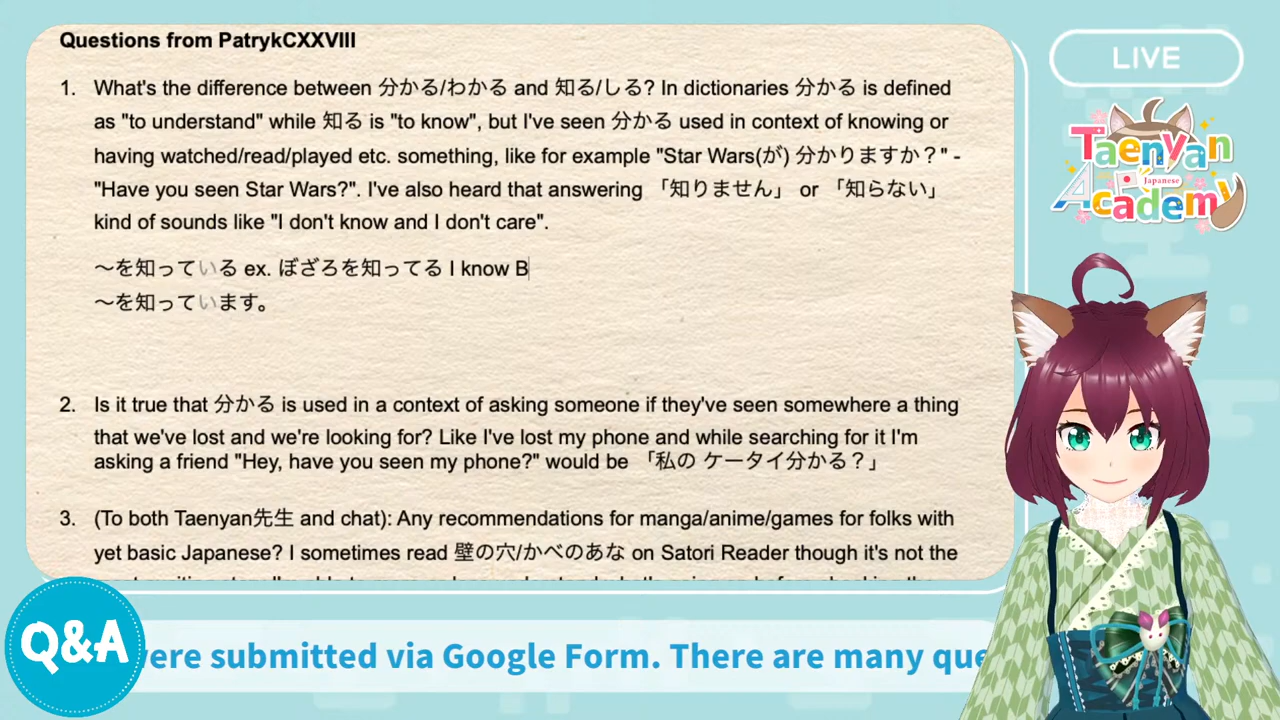 Questions from PatrykCXXVIII
1. What's the difference between 分かる/わかる and 知る/しる? In dictionaries 分かる is defined
as "to understand" while 知る is "to know", but I've seen 分かる used in context of knowing or
having watched/read/played etc. something, like for example "Star Wars(が) 分かりますか？" -
"Have you seen Star Wars?". I've also heard that answering 「知りません」 or 「知らない」
kind of sounds like "I don't know and I don't care".
〜を知っている ex. ぼざろを知ってる I know B
〜を知っています。
2. Is it true that 分かる is used in a context of asking someone if they've seen somewhere a thing
that we've lost and we're looking for? Like I've lost my phone and while searching for it I'm
asking a friend "Hey, have you seen my phone?" would be 「私の ケータイ分かる？」
3. (To both Taenyan先生 and chat): Any recommendations for manga/anime/games for folks with
yet basic Japanese? I sometimes read 壁の穴/かべのあな on Satori Reader though it's not the
LIVE
Taenyan
Japanese
Academy
Q&A
were submitted via Google Form. There are many que